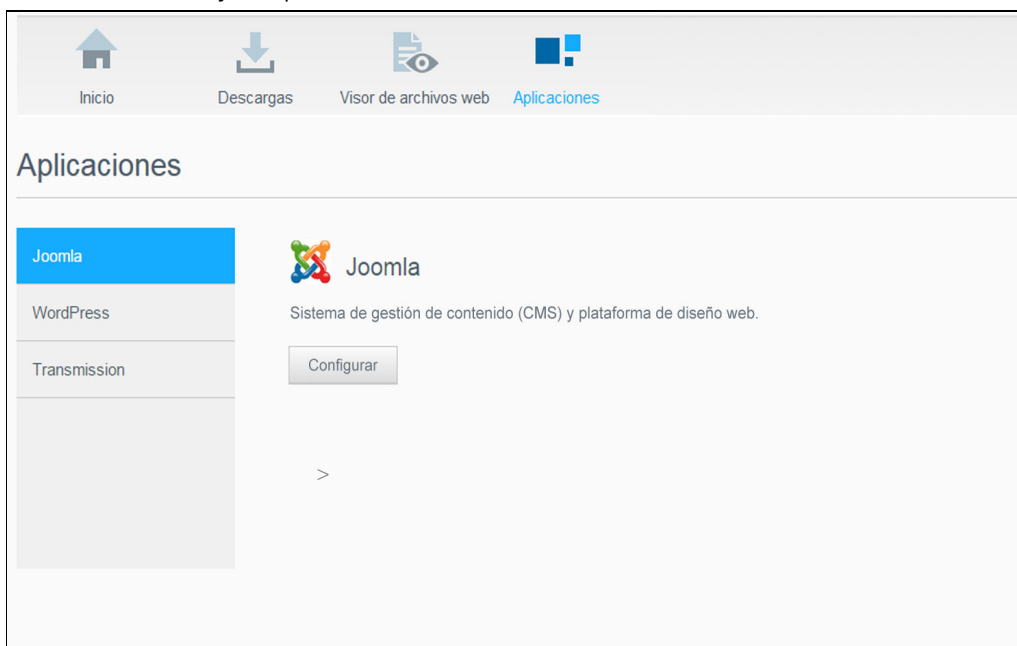 Inicio Descargas Visor de archivos web Aplicaciones
Aplicaciones
Joomla
WordPress
Transmission
Joomla
Sistema de gestión de contenido (CMS) y plataforma de diseño web.
Configurar
>